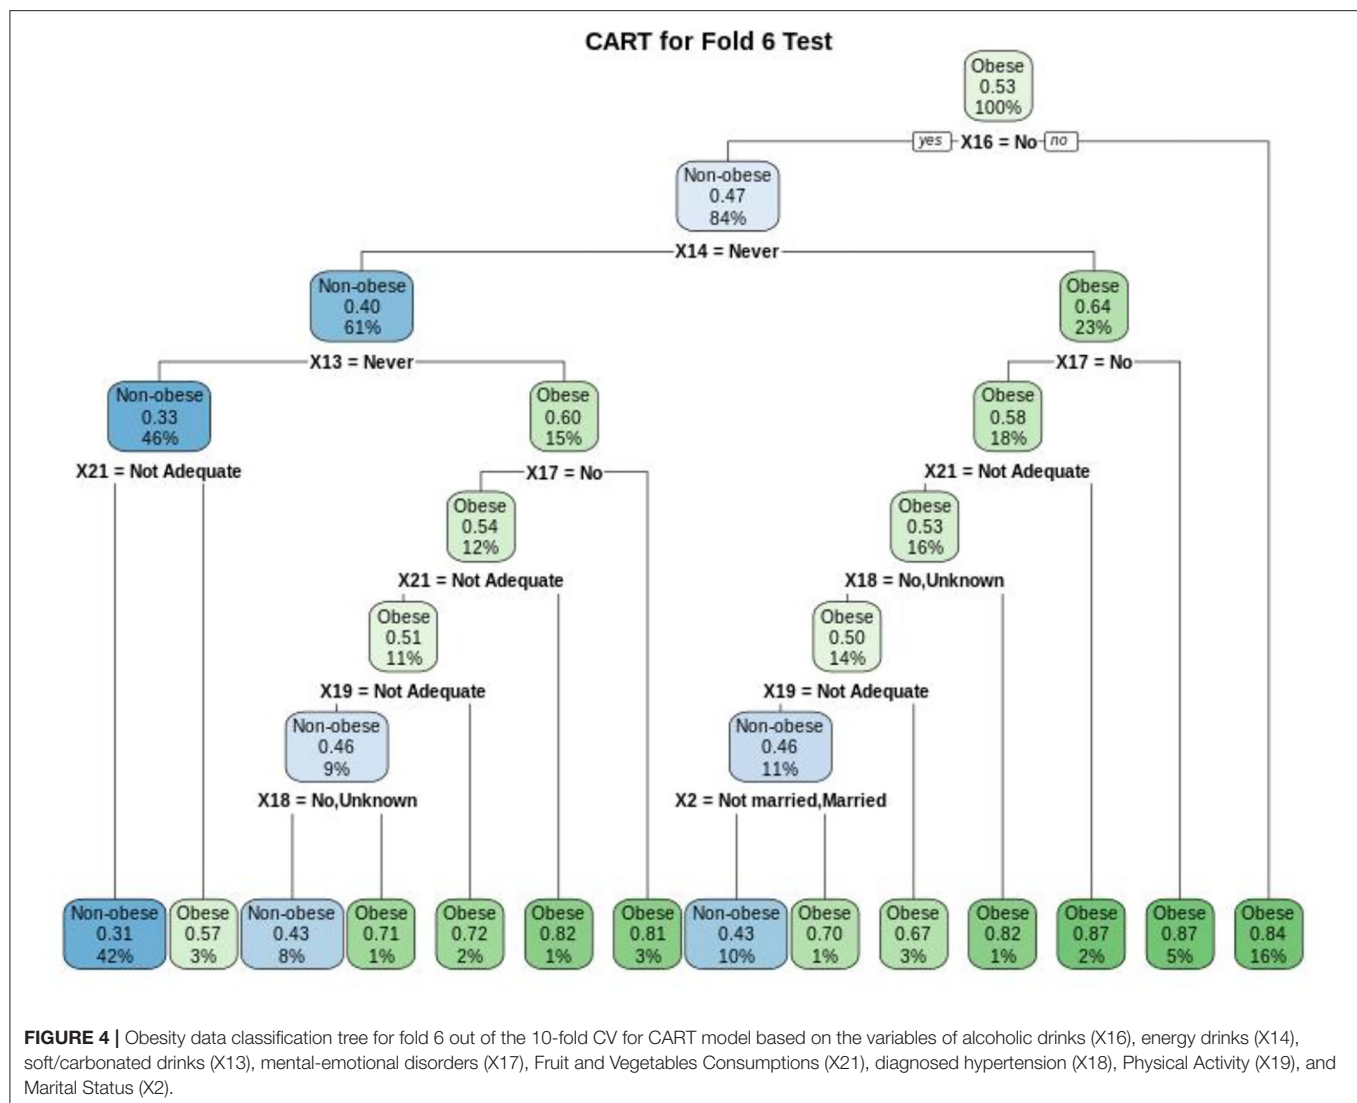 CART for Fold 6 Test
Obese
0.53
100%
yes X16 = No no
Non-obese
0.47
84%
X14 = Never
Non-obese
0.40
61%
Obese
0.64
23%
X13 = Never
X17 = No
Non-obese
0.33
46%
Obese
0.60
15%
Obese
0.58
18%
X21 = Not Adequate
X17 = No
X21 = Not Adequate
Obese
0.54
12%
Obese
0.53
16%
X21 = Not Adequate
X18 = No,Unknown
Obese
0.51
11%
Obese
0.50
14%
X19 = Not Adequate
X19 = Not Adequate
Non-obese
0.46
9%
Non-obese
0.46
11%
X18 = No,Unknown
X2 = Not married,Married
Non-obese
0.31
42%
Obese
0.57
3%
Non-obese
0.43
8%
Obese
0.71
1%
Obese
0.72
2%
Obese
0.82
1%
Obese
0.81
3%
Non-obese
0.43
10%
Obese
0.70
1%
Obese
0.67
3%
Obese
0.82
1%
Obese
0.87
2%
Obese
0.87
5%
Obese
0.84
16%
FIGURE 4 | Obesity data classification tree for fold 6 out of the 10-fold CV for CART model based on the variables of alcoholic drinks (X16), energy drinks (X14),
soft/carbonated drinks (X13), mental-emotional disorders (X17), Fruit and Vegetables Consumptions (X21), diagnosed hypertension (X18), Physical Activity (X19), and
Marital Status (X2).